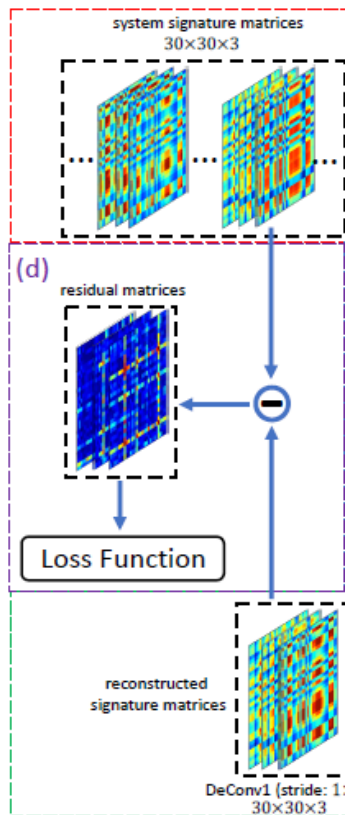 system signature matrices
30×30×3
... ... ...
(d)
residual matrices
Loss Function
reconstructed
signature matrices
DeConv1 (stride: 1
30×30×3